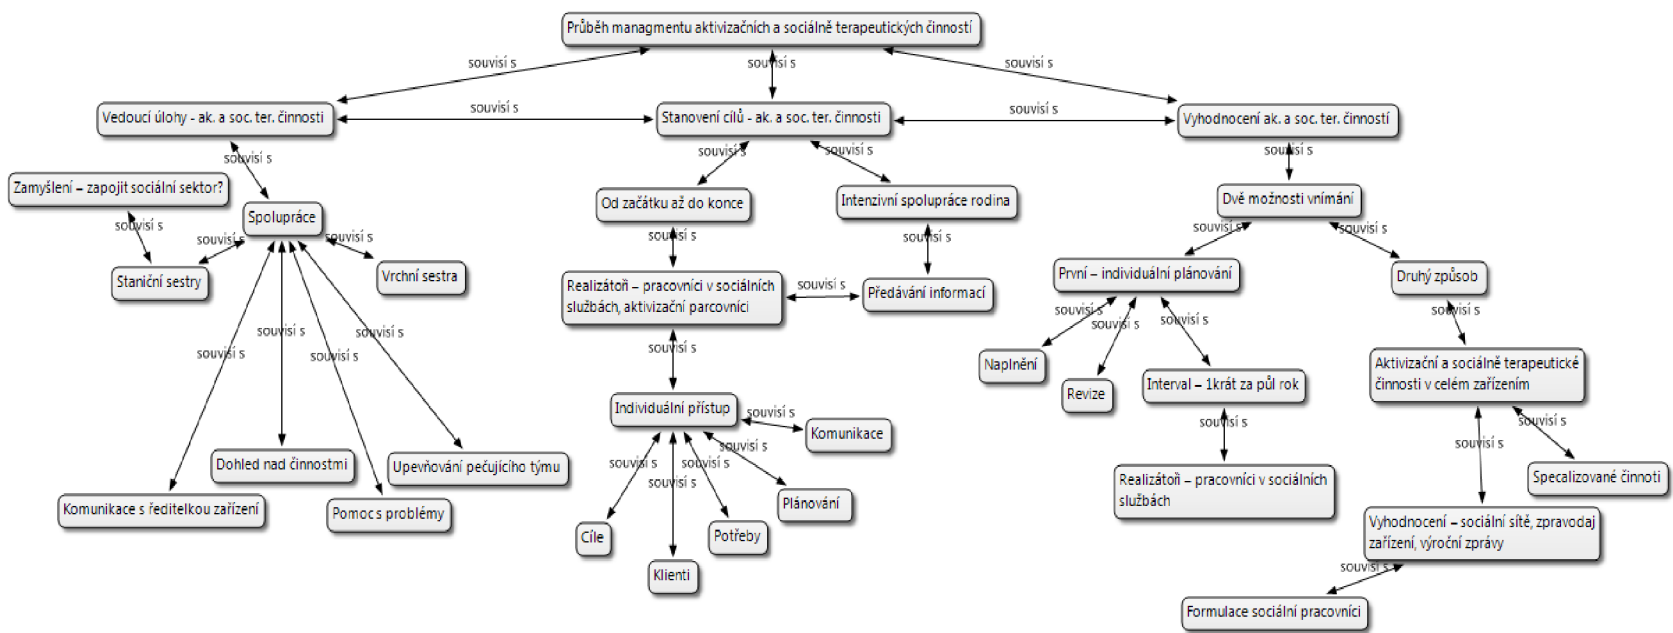 Průběh managmentu aktivizačních a sociálně terapeutických činností
souvisí s
souvisí s
souvisí s
Vedoucí úlohy - ak. a soc. ter. činnosti
souvisí s
Stanovení cílů - ak. a soc. ter. činnosti
souvisí s
Vyhodnocení ak. a soc. ter. činností
souvisí s
souvisí s
souvisí s
souvisí s
Zamyšlení – zapojit sociální sektor?
Spolupráce
Od začátku až do konce
Intenzivní spolupráce rodina
Dvě možnosti vnímání
souvisí s
souvisí s
souvisí s
souvisí s
souvisí s
souvisí s
souvisí s
Staniční sestry
Vrchní sestra
Realizátoři – pracovníci v sociálních
službách, aktivizační parcovníci
souvisí s
Předávání informací
První – individuální plánování
Druhý způsob
souvisí s
souvisí s
souvisí s
souvisí s
souvisí s
souvisí s
souvisí s
souvisí s
souvisí s
Naplnění
Revize
Interval – 1krát za půl rok
Aktivizační a sociálně terapeutické
činnosti v celém zařízením
Individuální přístup
souvisí s
Komunikace
souvisí s
souvisí s
souvisí s
Dohled nad činnostmi
Upevňování pečujícího týmu
souvisí s
souvisí s
souvisí s
souvisí s
Realizátoři – pracovníci v sociálních
službách
Specalizované činnoti
Komunikace s ředitelkou zařízení
Pomoc s problémy
Cíle
Klienti
Potřeby
Plánování
Vyhodnocení – sociální sítě, zpravodaj
zařízení, výroční zprávy
souvisí s
Formulace sociální pracovníci